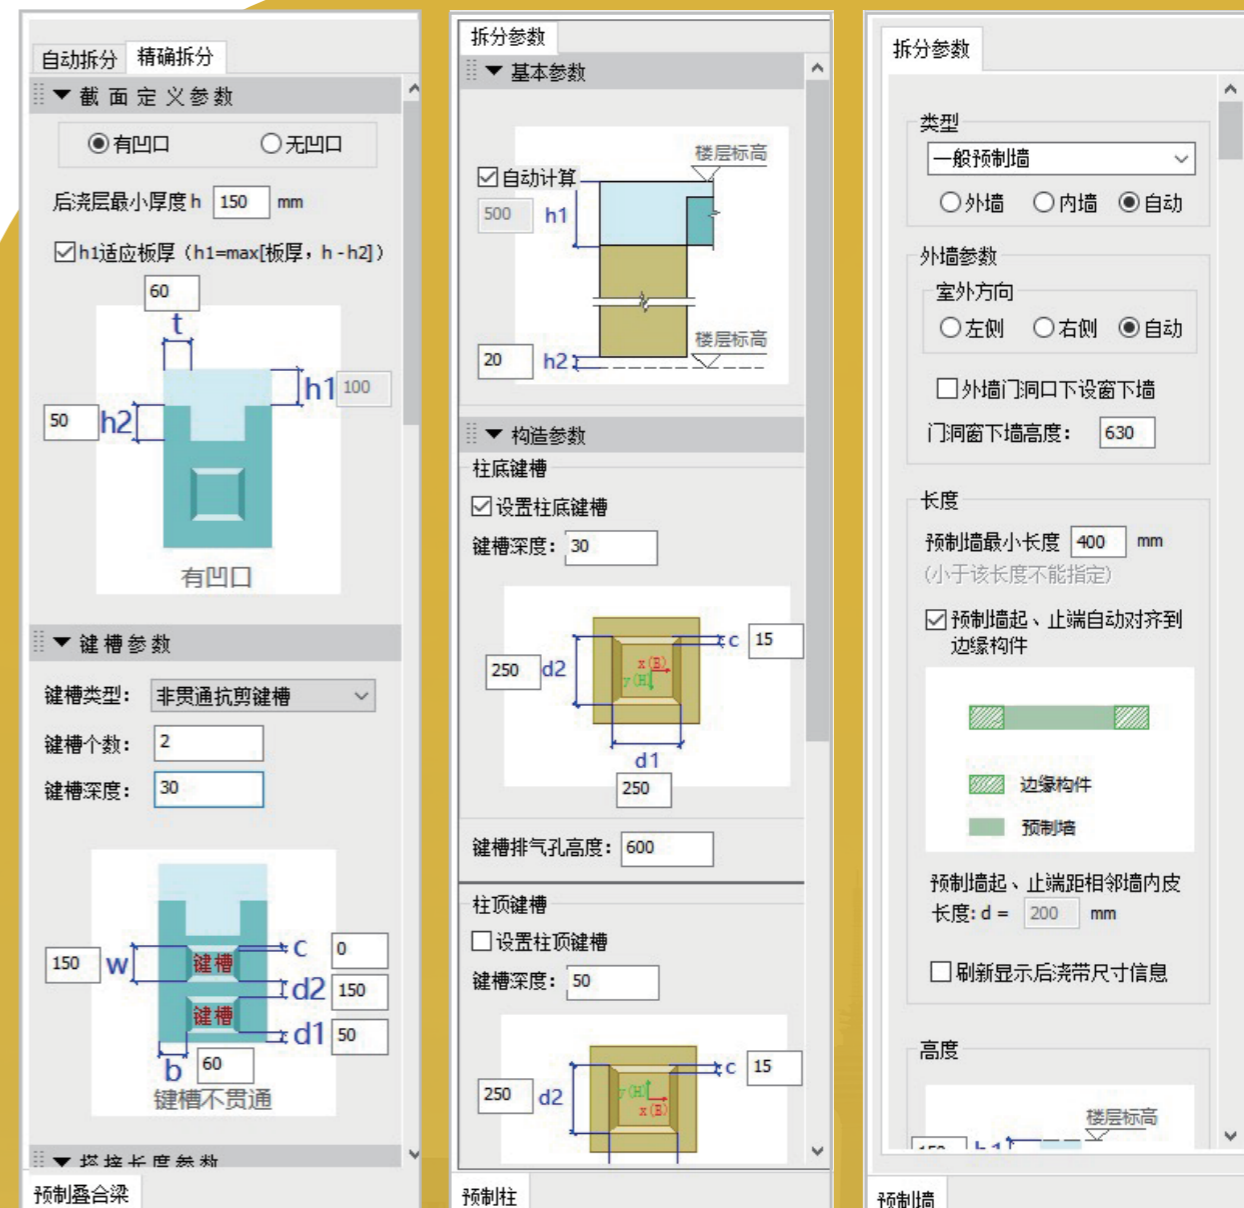 自动拆分 精确拆分
截面定义参数
有凹口 无凹口
后浇层最小厚度h 150 mm
h1适应板厚（h1=max[板厚，h-h2]）
60
t
h1 100
50 h2
有凹口
键槽参数
键槽类型： 非贯通抗剪键槽
键槽个数： 2
键槽深度： 30
150 w 键槽 c 0
d2 150
键槽 d1 50
b 60
键槽不贯通
搭接长度参数
预制叠合梁
拆分参数
基本参数
楼层标高
自动计算
500 h1
楼层标高
20 h2
构造参数
柱底键槽
设置柱底键槽
键槽深度： 30
c 15
250 d2 x(B)
y(H)
d1
250
键槽排气孔高度： 600
柱顶键槽
设置柱顶键槽
键槽深度： 50
c 15
250 d2 y(H)
x(B)
预制柱
拆分参数
类型
一般预制墙
外墙 内墙 自动
外墙参数
室外方向
左侧 右侧 自动
外墙门洞口下设窗下墙
门洞窗下墙高度： 630
长度
预制墙最小长度 400 mm
(小于该长度不能指定)
预制墙起、止端自动对齐到
边缘构件
边缘构件
预制墙
预制墙起、止端距相邻墙内皮
长度: d = 200 mm
刷新显示后浇带尺寸信息
高度
楼层标高
h1
预制墙